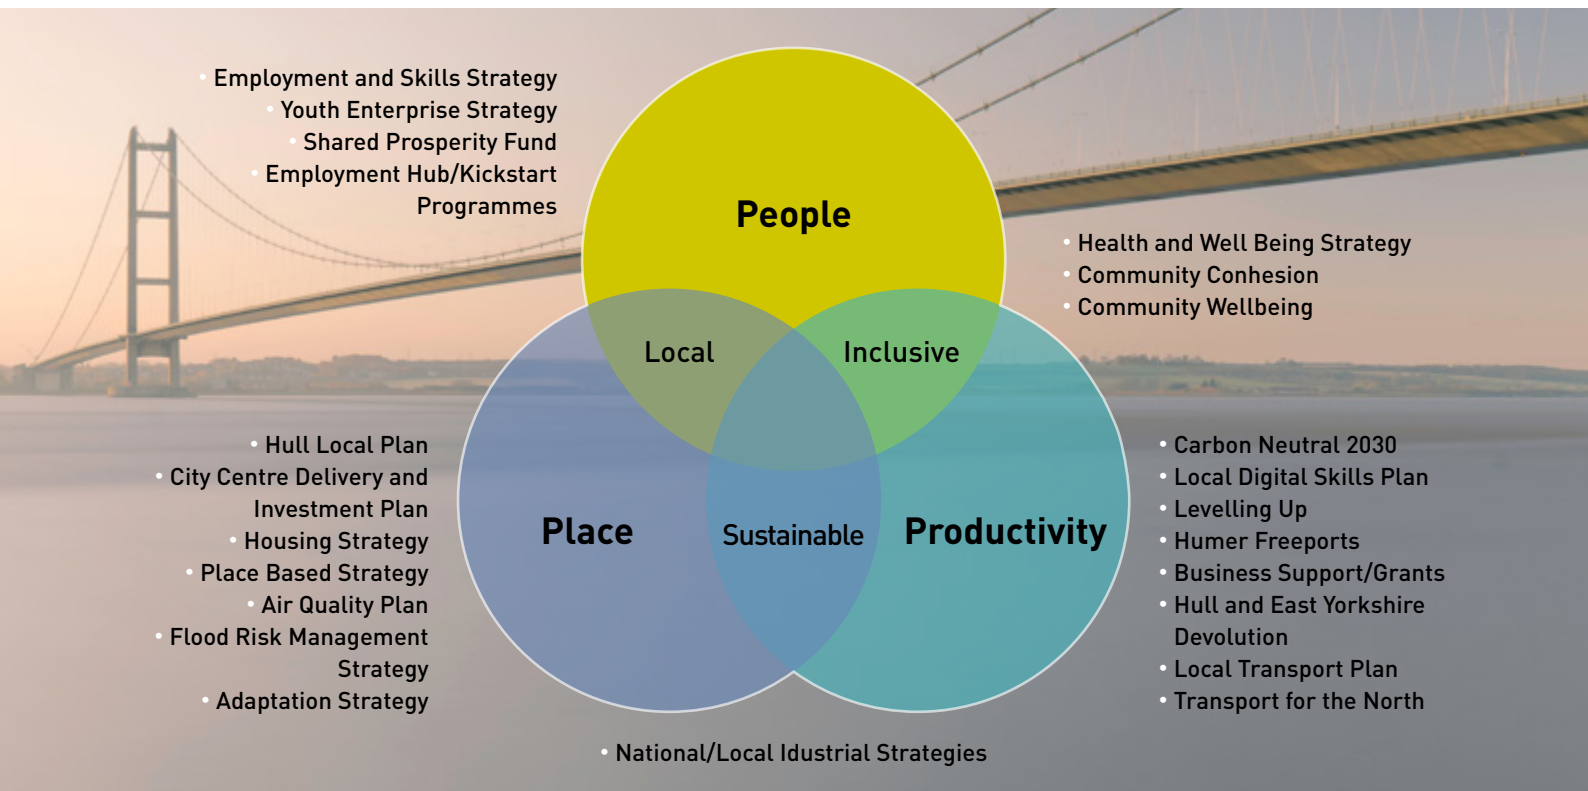 • Employment and Skills Strategy
• Youth Enterprise Strategy
• Shared Prosperity Fund
• Employment Hub/Kickstart
Programmes
People
• Health and Well Being Strategy
• Community Conhesion
• Community Wellbeing
Local
Inclusive
• Hull Local Plan
• City Centre Delivery and
Investment Plan
• Housing Strategy
• Place Based Strategy
• Air Quality Plan
• Flood Risk Management
Strategy
• Adaptation Strategy
Place
Sustainable
Productivity
• Carbon Neutral 2030
• Local Digital Skills Plan
• Levelling Up
• Humer Freeports
• Business Support/Grants
• Hull and East Yorkshire
Devolution
• Local Transport Plan
• Transport for the North
• National/Local Idustrial Strategies